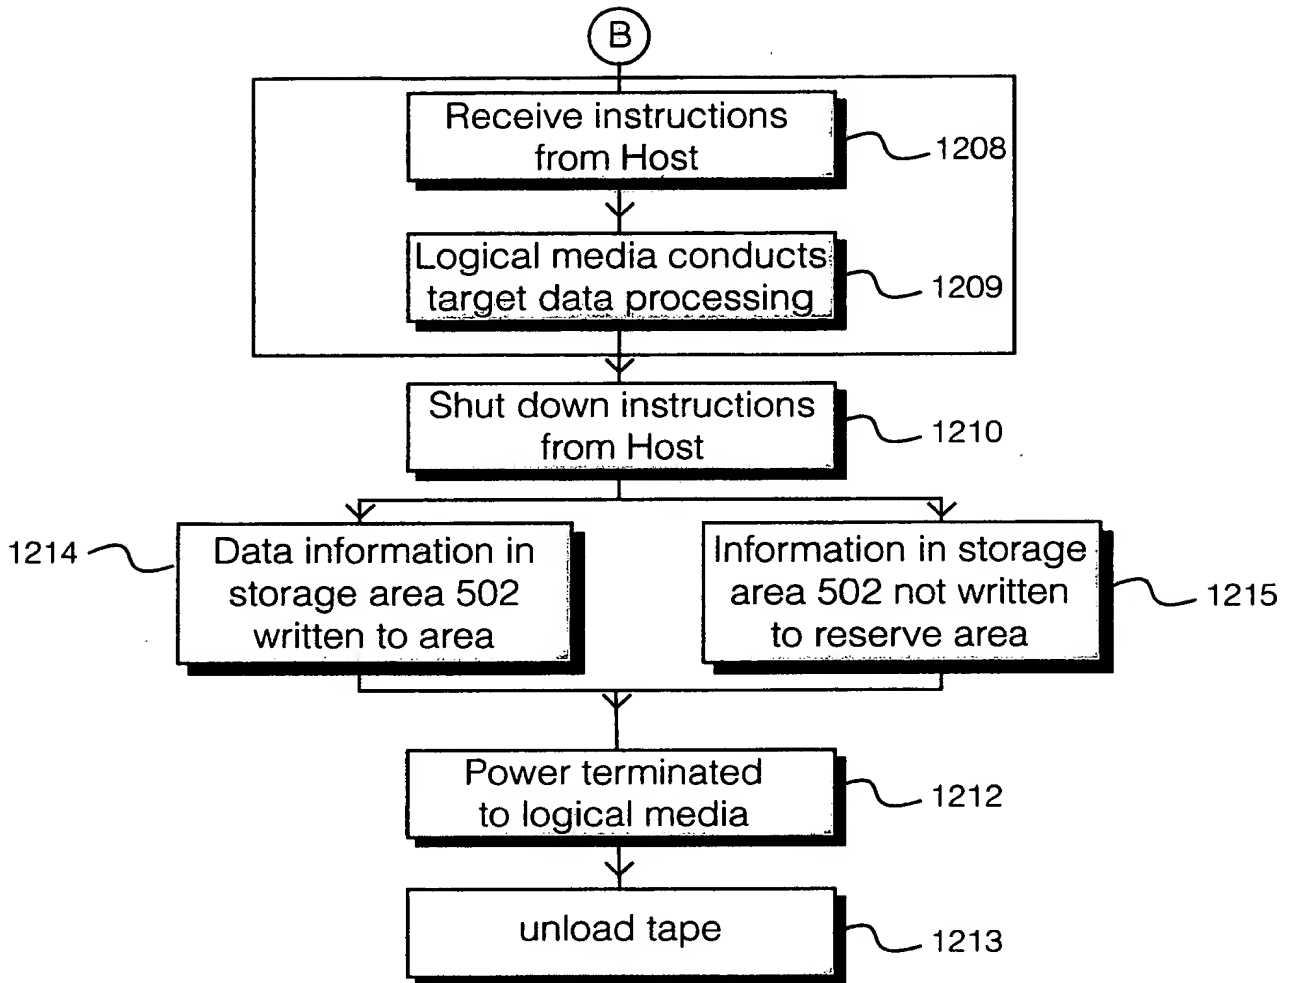 B
Receive instructions
from Host
1208
Logical media conducts
target data processing
1209
Shut down instructions
from Host
1210
1214
Data information in
storage area 502
written to area
Information in storage
area 502 not written
to reserve area
1215
Power terminated
to logical media
1212
unload tape
1213